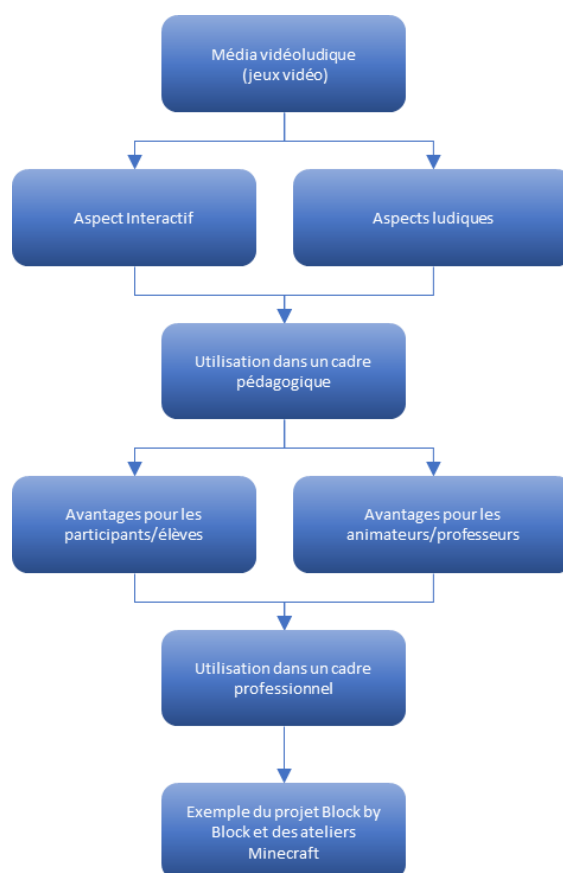 Média vidéoludique
(jeux vidéo)
Aspect Interactif
Aspects ludiques
Utilisation dans un cadre
pédagogique
Avantages pour les
participants/élèves
Avantages pour les
animateurs/professeurs
Utilisation dans un cadre
professionnel
Exemple du projet Block by
Block et des ateliers
Minecraft